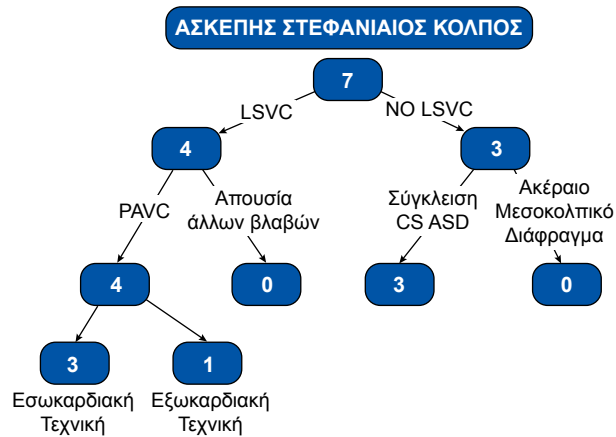 ΑΣΚΕΠΗΣ ΣΤΕΦΑΝΙΑΙΟΣ ΚΟΛΠΟΣ
7
LSVC
NO LSVC
4
3
PAVC
Απουσία
άλλων βλαβών
Σύγκλειση
CS ASD
Ακέραιο
Μεσοκολπικό
Διάφραγμα
4
0
3
0
3
1
Εσωκαρδιακή
Τεχνική
Εξωκαρδιακή
Τεχνική